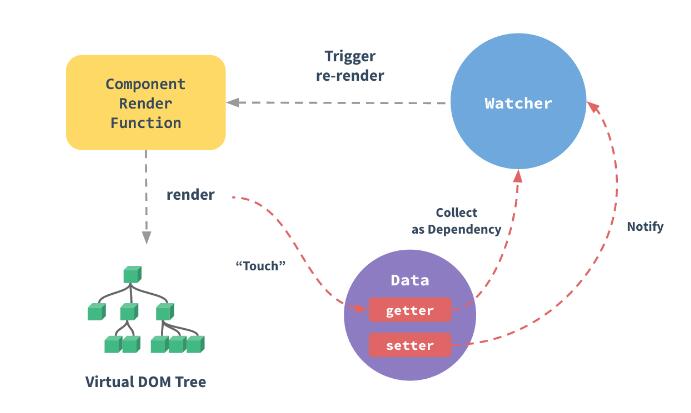 Trigger
re-render
Component
Render
Function
Watcher
render
Collect
as Dependency
Notify
“Touch”
Data
getter
setter
Virtual DOM Tree